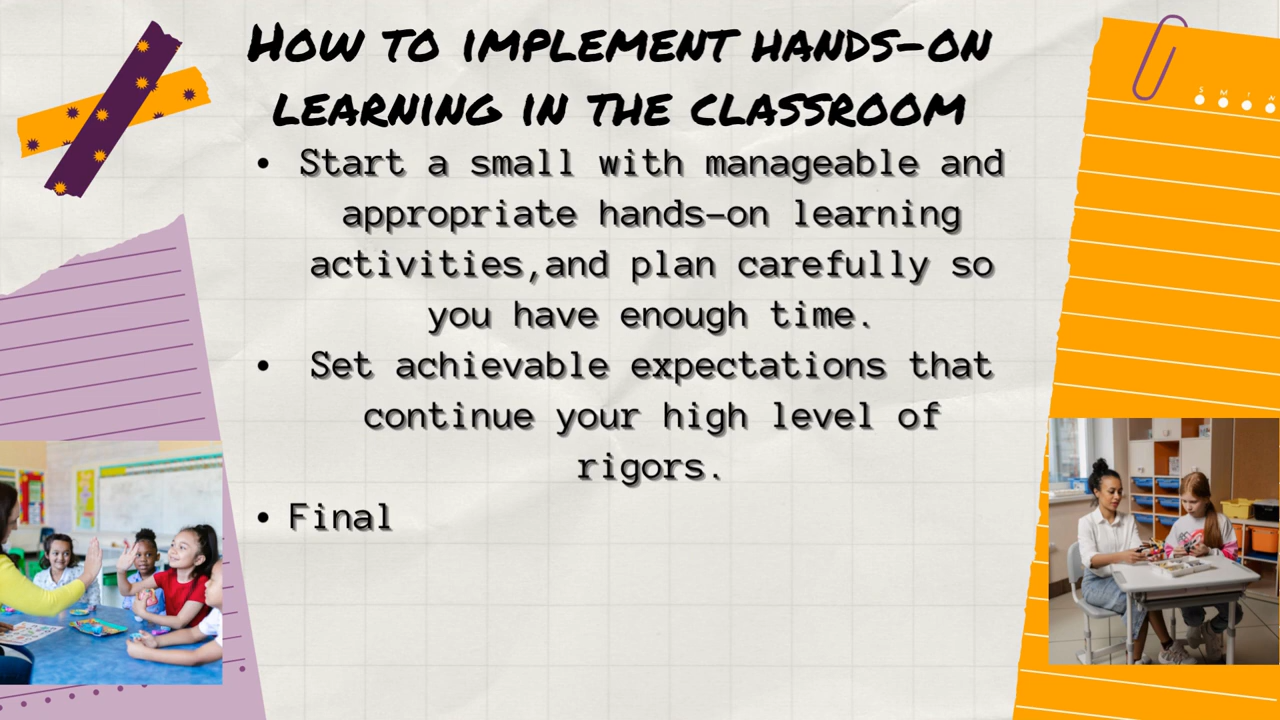 How to implement hands-on
learning in the classroom
• Start a small with manageable and
appropriate hands-on learning
activities,and plan carefully so
you have enough time.
• Set achievable expectations that
continue your high level of
rigors.
• Final
S M T W